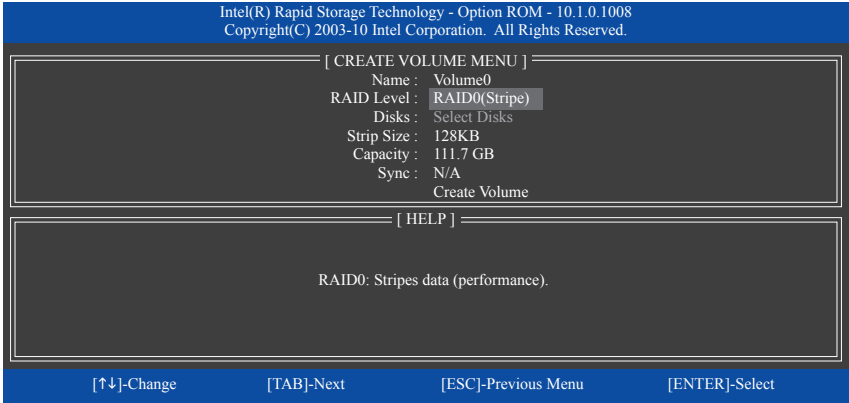 Intel(R) Rapid Storage Technology - Option ROM - 10.1.0.1008
Copyright(C) 2003-10 Intel Corporation. All Rights Reserved.
[ CREATE VOLUME MENU ]
Name : Volume0
RAID Level : RAID0(Stripe)
Disks : Select Disks
Strip Size : 128KB
Capacity : 111.7 GB
Sync : N/A
Create Volume
[ HELP ]
RAID0: Stripes data (performance).
[↑↓]-Change [TAB]-Next [ESC]-Previous Menu [ENTER]-Select